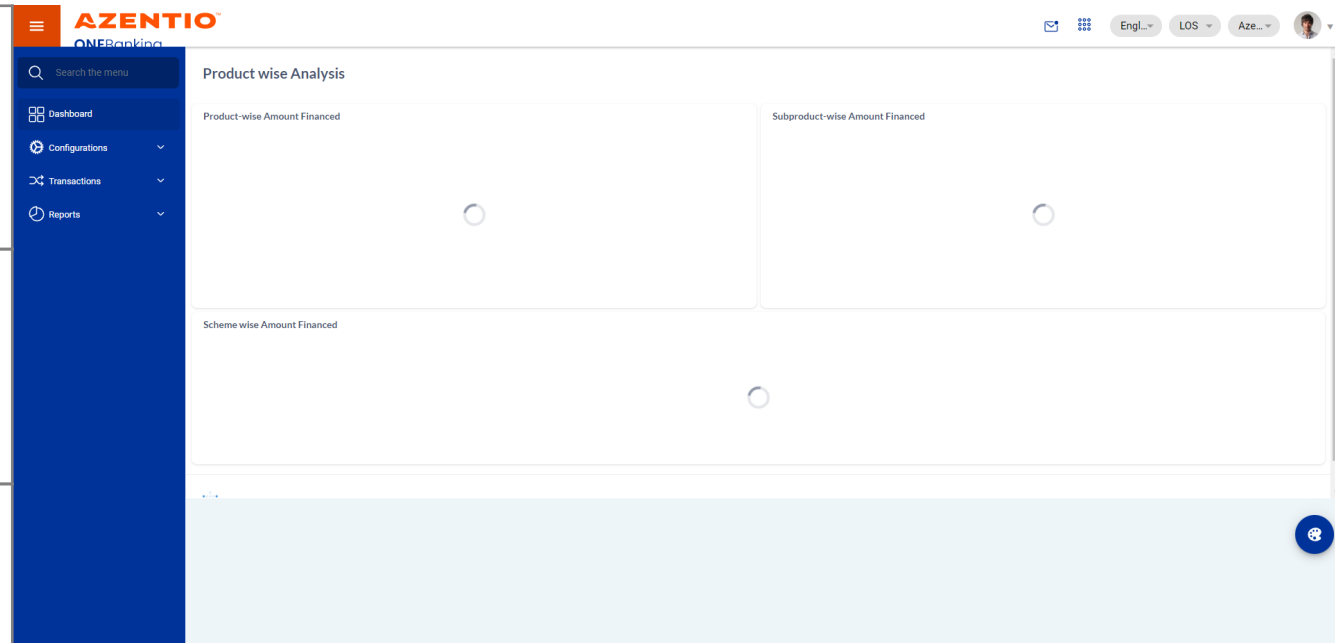 AZENTIO™
ONEBanking
Engl...
LOS
Aze...
Search the menu
Dashboard
Configurations
Transactions
Reports
Product wise Analysis
Product-wise Amount Financed
Subproduct-wise Amount Financed
Scheme wise Amount Financed